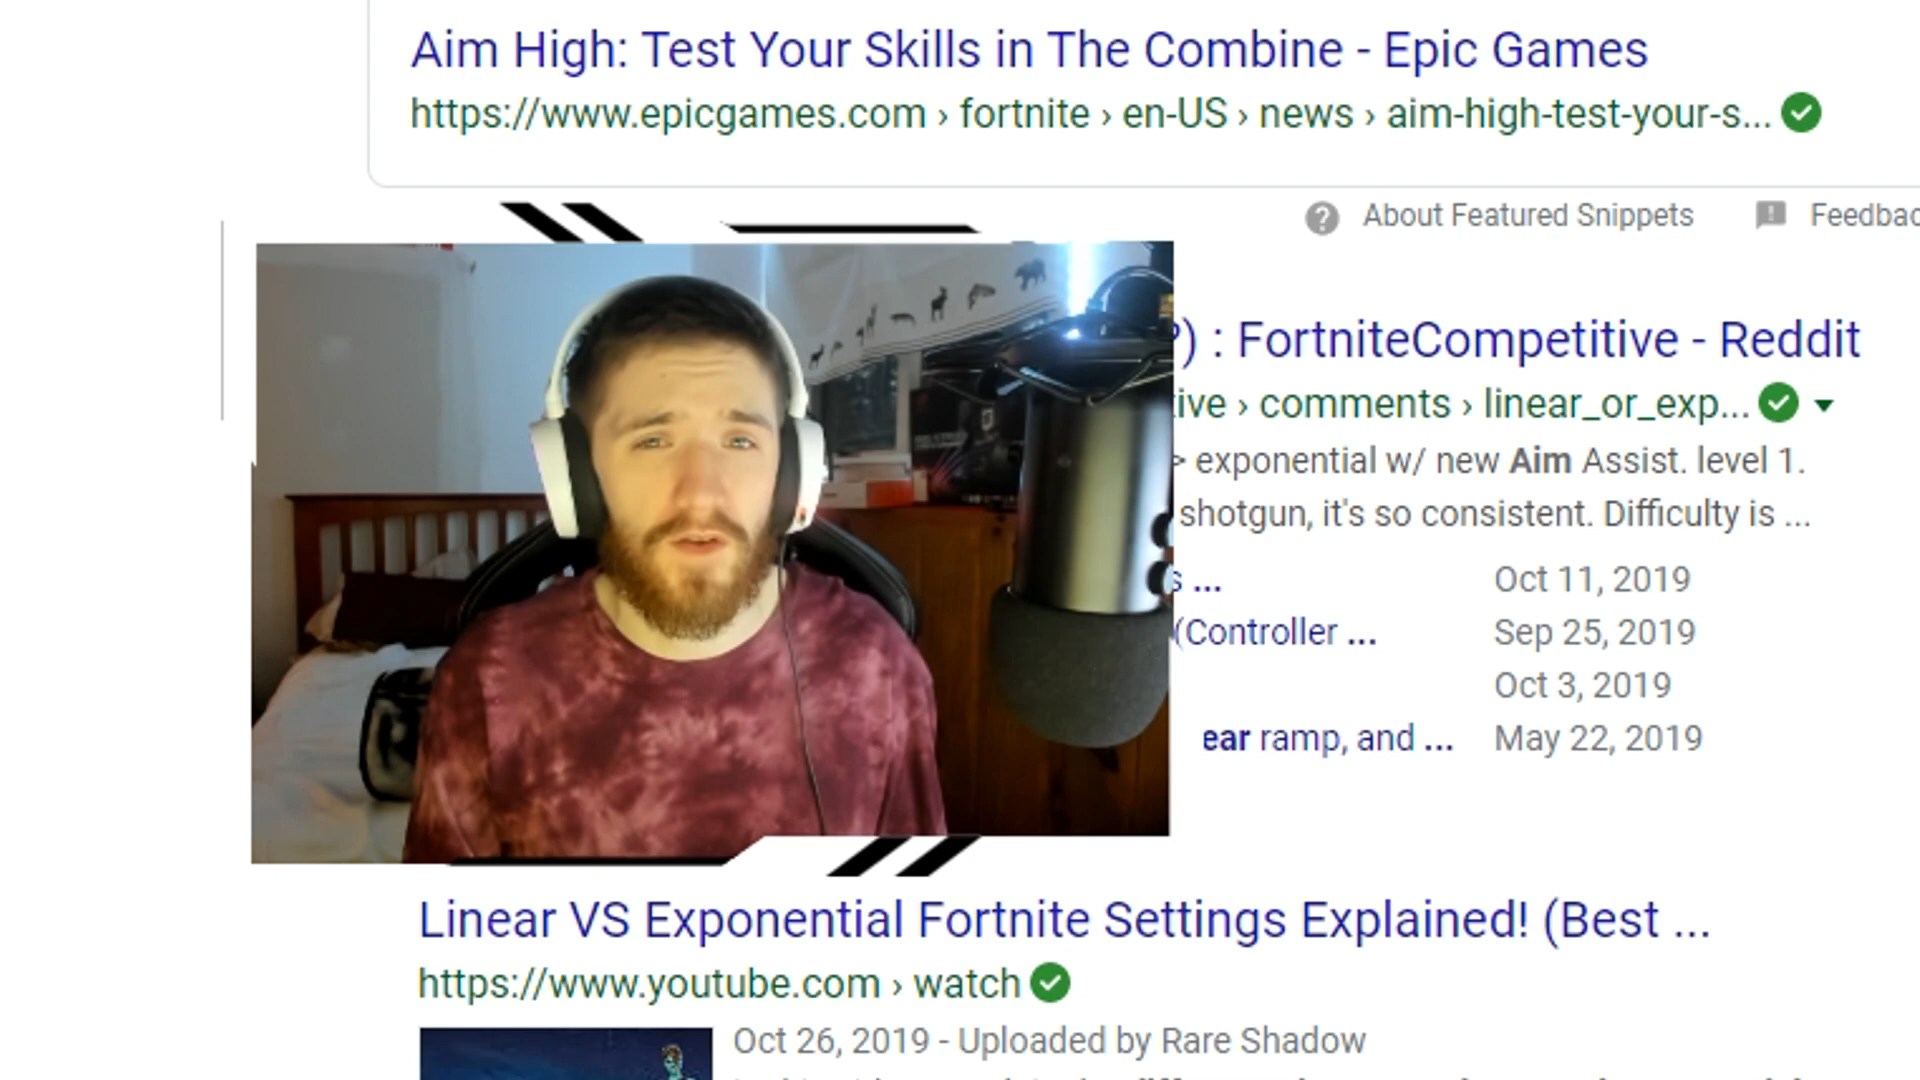 Aim High: Test Your Skills in The Combine - Epic Games
https://www.epicgames.com › fortnite › en-US › news › aim-high-test-your-s...
About Featured Snippets
Feedbac
) : FortniteCompetitive - Reddit
tive › comments › linear_or_exp...
> exponential w/ new Aim Assist. level 1.
shotgun, it's so consistent. Difficulty is ...
s ...
Oct 11, 2019
(Controller ...
Sep 25, 2019
Oct 3, 2019
ear ramp, and ...
May 22, 2019
Linear VS Exponential Fortnite Settings Explained! (Best ...
https://www.youtube.com › watch
Oct 26, 2019 - Uploaded by Rare Shadow